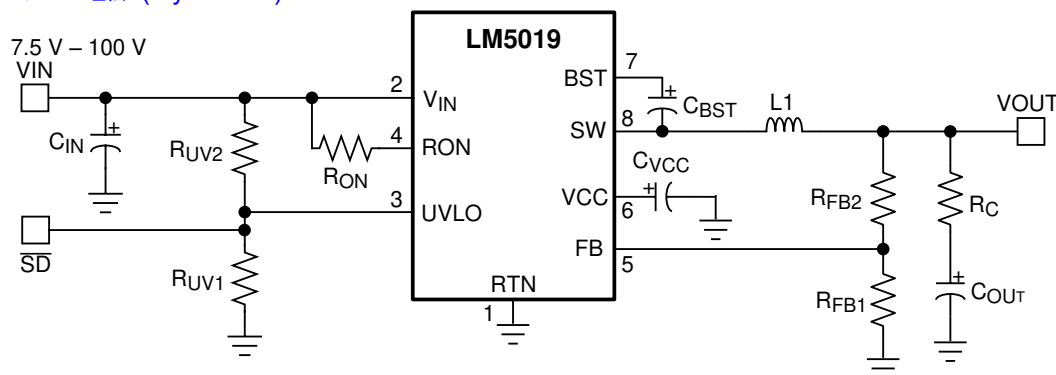 7.5 V – 100 V
VIN
LM5019
2
VIN
BST
7
CBST
CIN
RUV2
4
RON
RON
SW
8
L1
VOUT
CVCC
3
UVLO
VCC
6
RFB2
RC
SD
FB
5
RUV1
RTN
1
RFB1
COUT